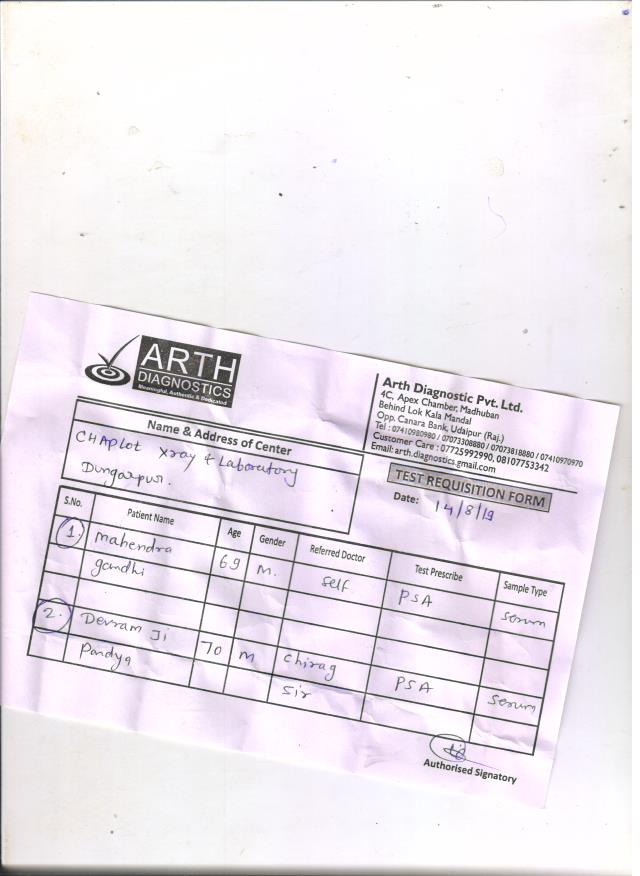 ARTH
DIAGNOSTICS
Meaningful, Authentic & Dedicated
Arth Diagnostic Pvt. Ltd.
4C, Apex Chamber, Madhuban
Behind Lok Kala Mandal
Opp. Canara Bank, Udaipur (Raj.)
Tel : 07410980980 / 07073308880 / 07073818880 / 07410970970
Customer Care : 07725992990, 08107753342
Email: arth.diagnostics.gmail.com
Name & Address of Center
CHAPLOT Xray & Laboratory
Dungarpur.
TEST REQUISITION FORM
Date: 14/8/19
S.No. Patient Name Age Gender Referred Doctor Test Prescribe Sample Type
1. Mahendra 69 M. Self PSA Serum
gandhi
2. Devram Ji 70 M Chirag PSA Serum
Pandya Sir
Authorised Signatory